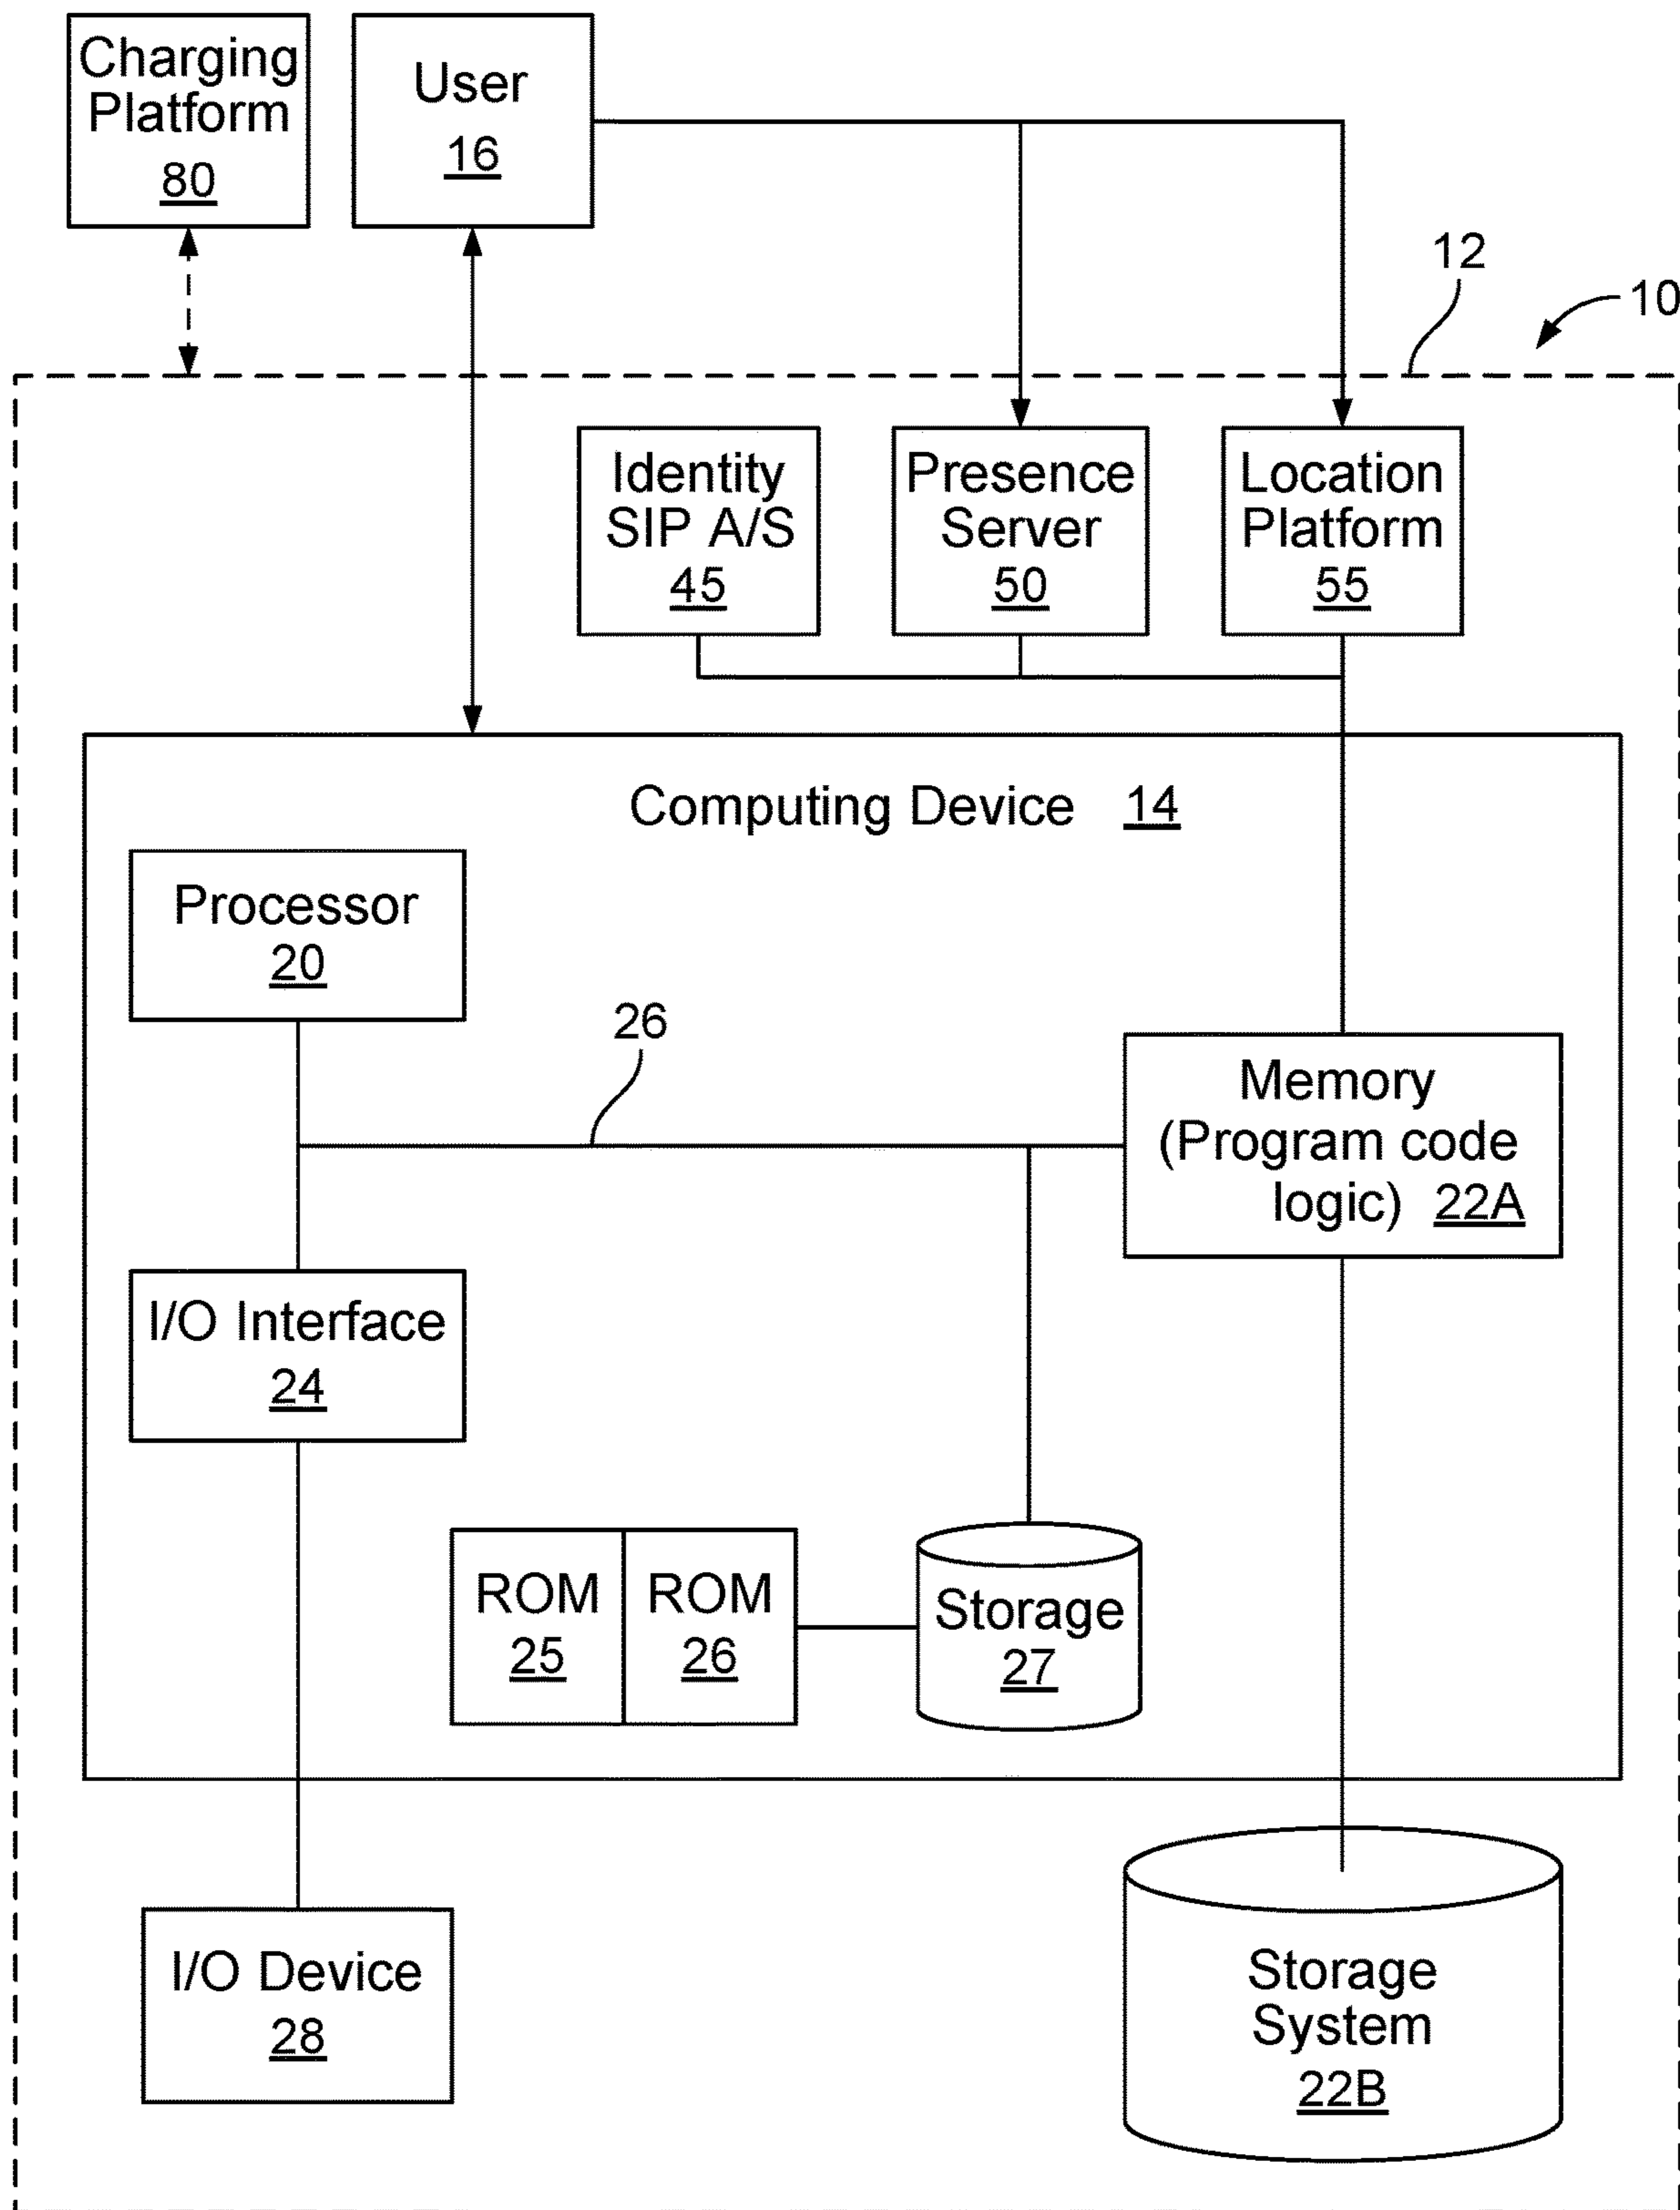 Charging
Platform
80
User
16
12
10
Identity
SIP A/S
45
Presence
Server
50
Location
Platform
55
Computing Device 14
Processor
20
26
Memory
(Program code
logic) 22A
I/O Interface
24
ROM
25
ROM
26
Storage
27
I/O Device
28
Storage
System
22B